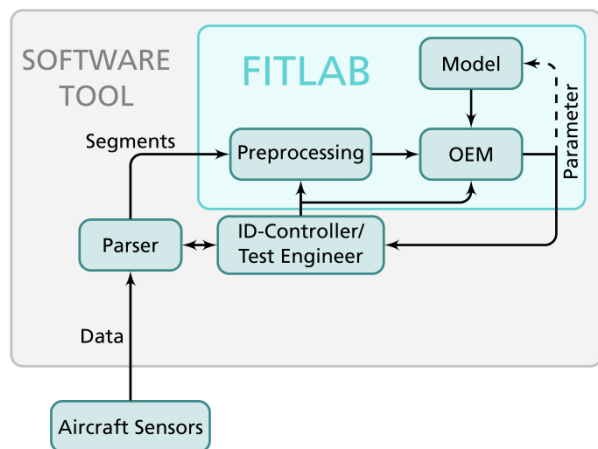 SOFTWARE
TOOL
FITLAB
Model
Segments
Preprocessing
OEM
Parameter
Parser
ID-Controller/
Test Engineer
Data
Aircraft Sensors